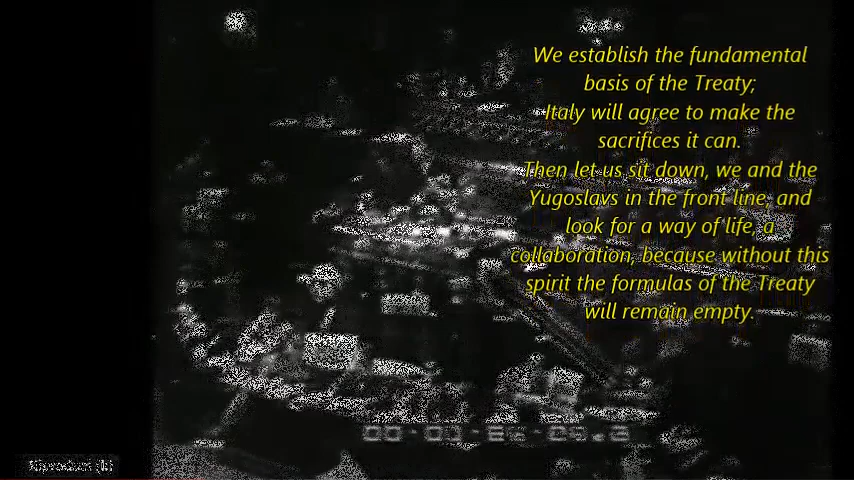 We establish the fundamental
basis of the Treaty;
Italy will agree to make the
sacrifices it can.
Then let us sit down, we and the
Yugoslavs in the front line, and
look for a way of life, a
collaboration, because without this
spirit the formulas of the Treaty
will remain empty.